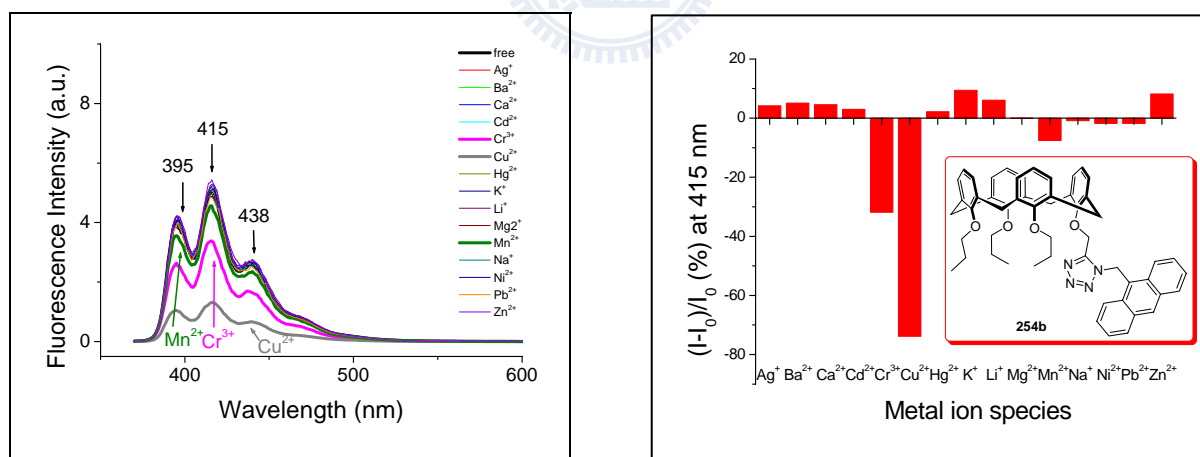 Fluorescence Intensity (a.u.)
8
4
0
395
415
438
Mn²⁺
Cr³⁺
Cu²⁺
free
Ag⁺
Ba²⁺
Ca²⁺
Cd²⁺
Cr³⁺
Cu²⁺
Hg²⁺
K⁺
Li⁺
Mg2⁺
Mn²⁺
Na⁺
Ni²⁺
Pb²⁺
Zn²⁺
400 500 600
Wavelength (nm)
(I-I₀)/I₀ (%) at 415 nm
20
0
-20
-40
-60
-80
O O O O
N N
N N
254b
Ag⁺ Ba²⁺ Ca²⁺ Cd²⁺ Cr³⁺ Cu²⁺ Hg²⁺ K⁺ Li⁺ Mg²⁺ Mn²⁺ Na⁺ Ni²⁺ Pb²⁺ Zn²⁺
Metal ion species